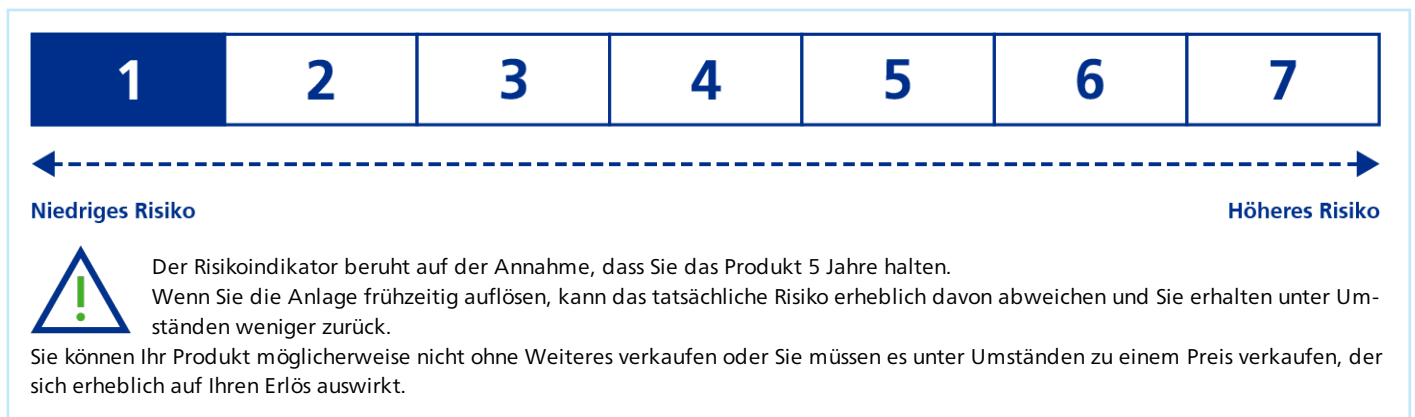 1 2 3 4 5 6 7
Niedriges Risiko Höheres Risiko
Der Risikoindikator beruht auf der Annahme, dass Sie das Produkt 5 Jahre halten.
Wenn Sie die Anlage frühzeitig auflösen, kann das tatsächliche Risiko erheblich davon abweichen und Sie erhalten unter Um-
ständen weniger zurück.
Sie können Ihr Produkt möglicherweise nicht ohne Weiteres verkaufen oder Sie müssen es unter Umständen zu einem Preis verkaufen, der
sich erheblich auf Ihren Erlös auswirkt.